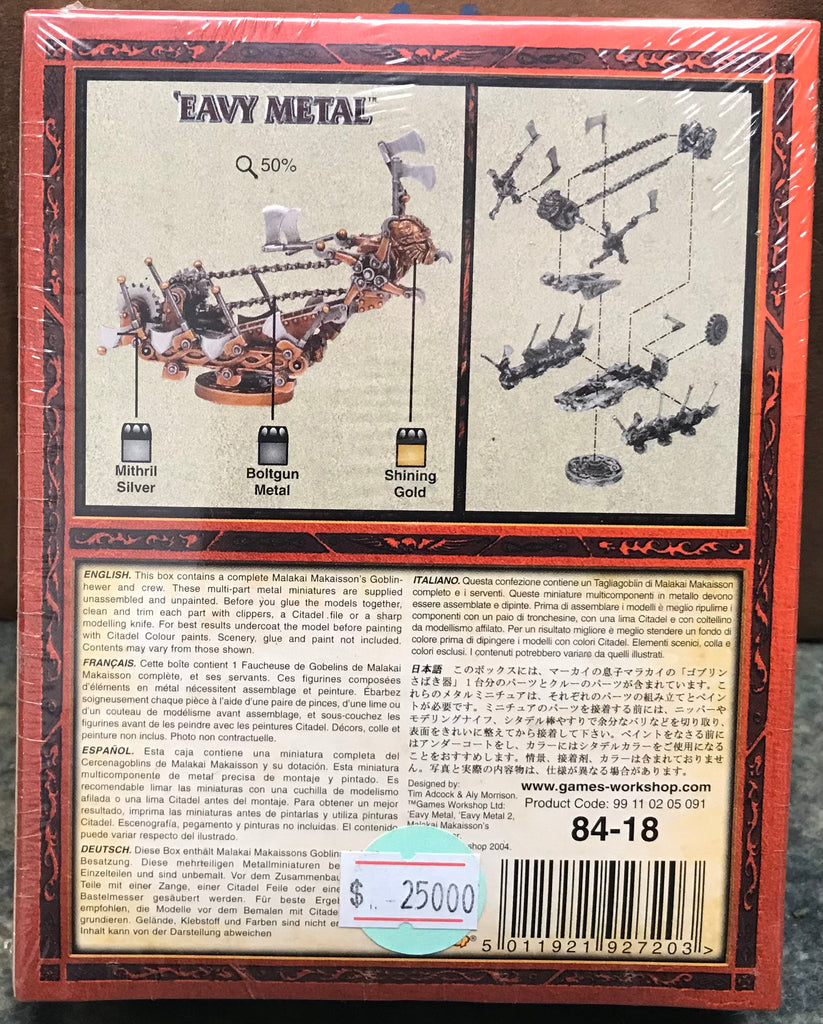 'EAVY METAL™
50%
Mithril
Silver
Boltgun
Metal
Shining
Gold
ENGLISH. This box contains a complete Malakai Makaisson's Goblin-
hewer and crew. These multi-part metal miniatures are supplied
unassembled and unpainted. Before you glue the models together,
clean and trim each part with clippers, a Citadel file or a sharp
modelling knife. For best results undercoat the model before painting
with Citadel Colour paints. Scenery, glue and paint not included.
Contents may vary from those shown.
FRANÇAIS. Cette boîte contient 1 Faucheuse de Gobelins de Malakai
Makaisson complète, et ses servants. Ces figurines composées
d'éléments en métal nécessitent assemblage et peinture. Ébarbez
soigneusement chaque pièce à l'aide d'une paire de pinces, d'une lime ou
d'un couteau de modélisme avant assemblage, et sous-couchez les
figurines avant de les peindre avec les peintures Citadel. Décors, colle et
peinture non inclus. Photo non contractuelle.
ESPAÑOL. Esta caja contiene una miniatura completa del
Cercenagoblins de Malakai Makaisson y su dotación. Esta miniatura
multicomponente de metal precisa de montaje y pintado. Es
recomendable limar las miniaturas con una cuchilla de modelismo
afilada o una lima Citadel antes del montaje. Para obtener un mejor
resultado, imprima las miniaturas antes de pintarlas y utiliza pinturas
Citadel. Escenografía, pegamento y pinturas no incluidas. El contenido
puede variar respecto del ilustrado.
DEUTSCH. Diese Box enthält Malakai Makaissons Goblin
Besatzung. Diese mehrteiligen Metallminiaturen be
Einzelteilen und sind unbemalt. Vor dem Zusammenbau
Teile mit einer Zange, einer Citadel Feile oder eine
Bastelmesser gesäubert werden. Für beste Ergeb
empfohlen, die Modelle vor dem Bemalen mit Citade
grundieren. Gelände, Klebstoff und Farben sind nicht en
Inhalt kann von der Darstellung abweichen
ITALIANO. Questa confezione contiene un Tagliagoblin di Malakai Makaisson
completo e i serventi. Queste miniature multicomponenti in metallo devono
essere assemblate e dipinte. Prima di assemblare i modelli è meglio ripulirne i
componenti con un paio di tronchesine, con una lima Citadel e con coltellino
da modellismo affilato. Per un risultato migliore è meglio stendere un fondo di
colore prima di dipingere i modelli con colori Citadel. Elementi scenici, colla e
colori esclusi. I contenuti potrebbero variare da quelli illustrati.
日本語 このボックスには、マーカイの息子マラカイの「ゴブリン
さばき器」1台分のパーツとクルーのパーツが含まれています。こ
れらのメタルミニチュアは、それぞれのパーツの組み立てとペイン
トが必要です。ミニチュアのパーツを接着する前には、ニッパーや
モデリングナイフ、シタデル棒やすりで余分なバリなどを切り取り、
表面をきれいに整えてから接着して下さい。ペイントをなさる前に
はアンダーコートをし、カラーにはシタデルカラーをご使用になる
ことをおすすめします。情景、接着剤、カラーは含まれておりませ
ん。写真と実際の内容物は、仕様が異なる場合があります。
Designed by:
Tim Adcock & Aly Morrison.
™Games Workshop Ltd:
'Eavy Metal, 'Eavy Metal 2,
Malakai Makaisson's
shop 2004.
www.games-workshop.com
Product Code: 99 11 02 05 091
84-18
$ 25000
5 011921 927203 >